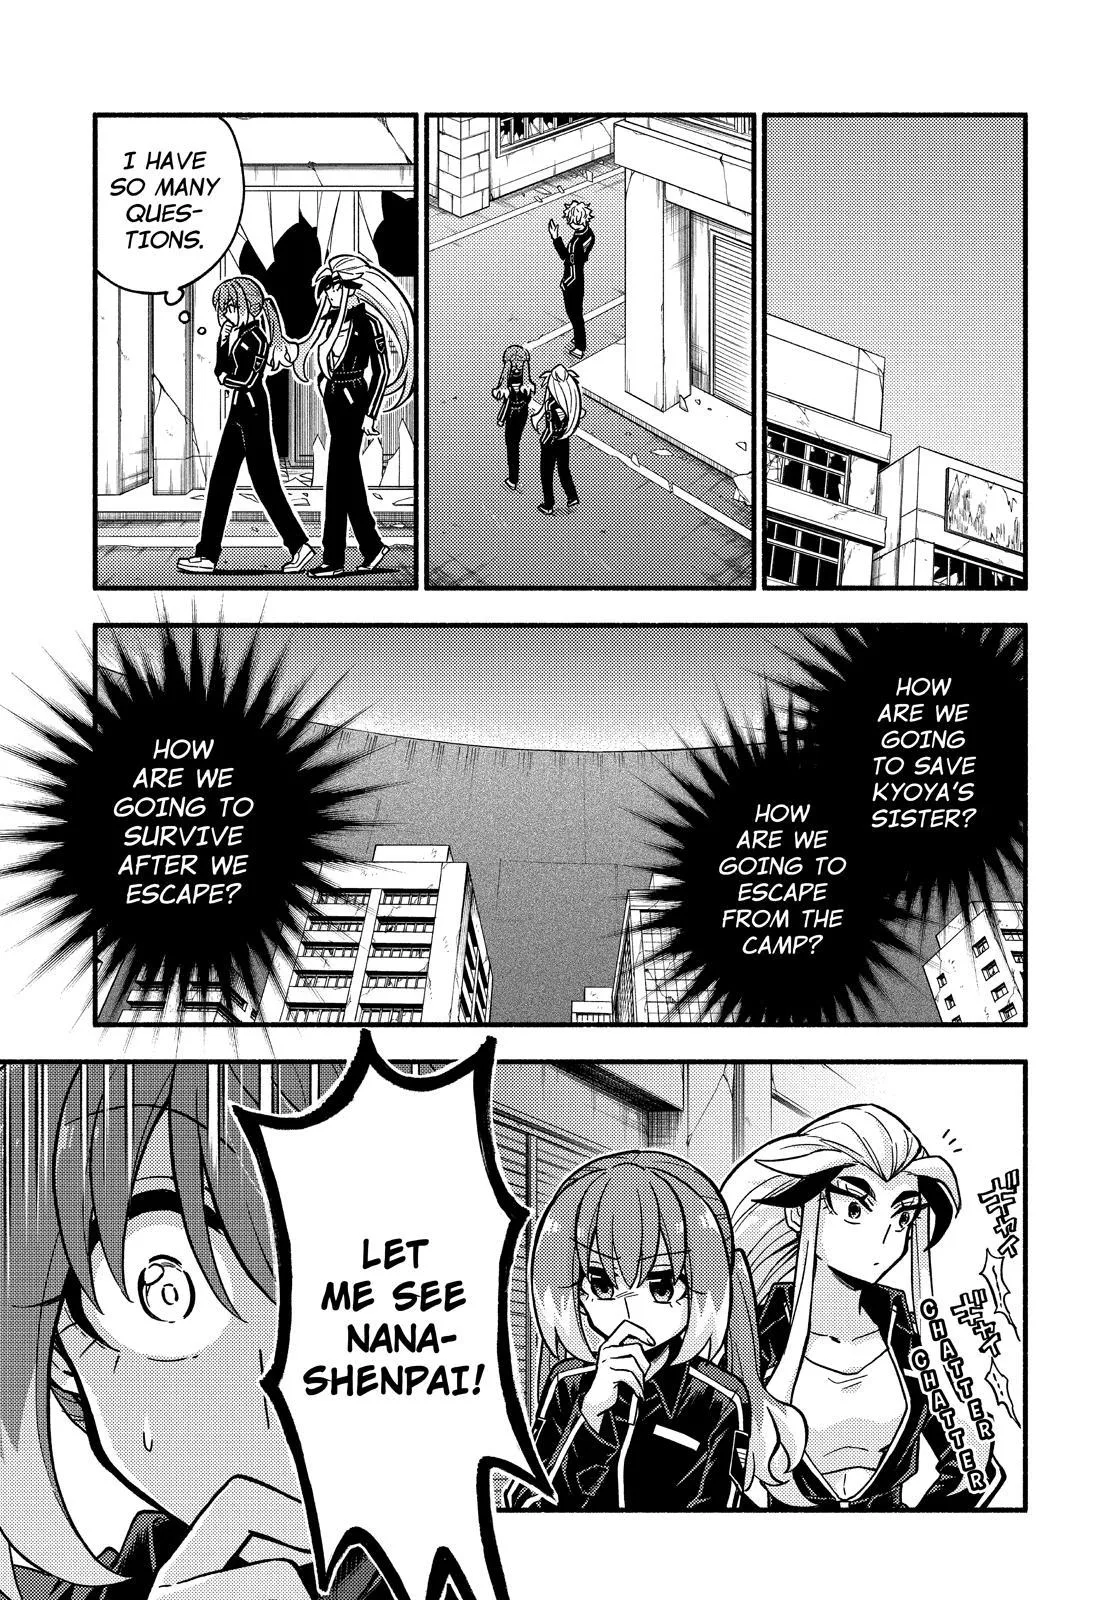 I HAVE
SO MANY
QUES-
TIONS.
HOW
ARE WE
GOING
TO SAVE
KYOYA'S
SISTER?
HOW
ARE WE
GOING TO
ESCAPE
FROM THE
CAMP?
HOW
ARE WE
GOING TO
SURVIVE
AFTER WE
ESCAPE?
ギャイ
ギャイ
CHATTER
CHATTER
LET
ME SEE
NANA-
SHENPAI!